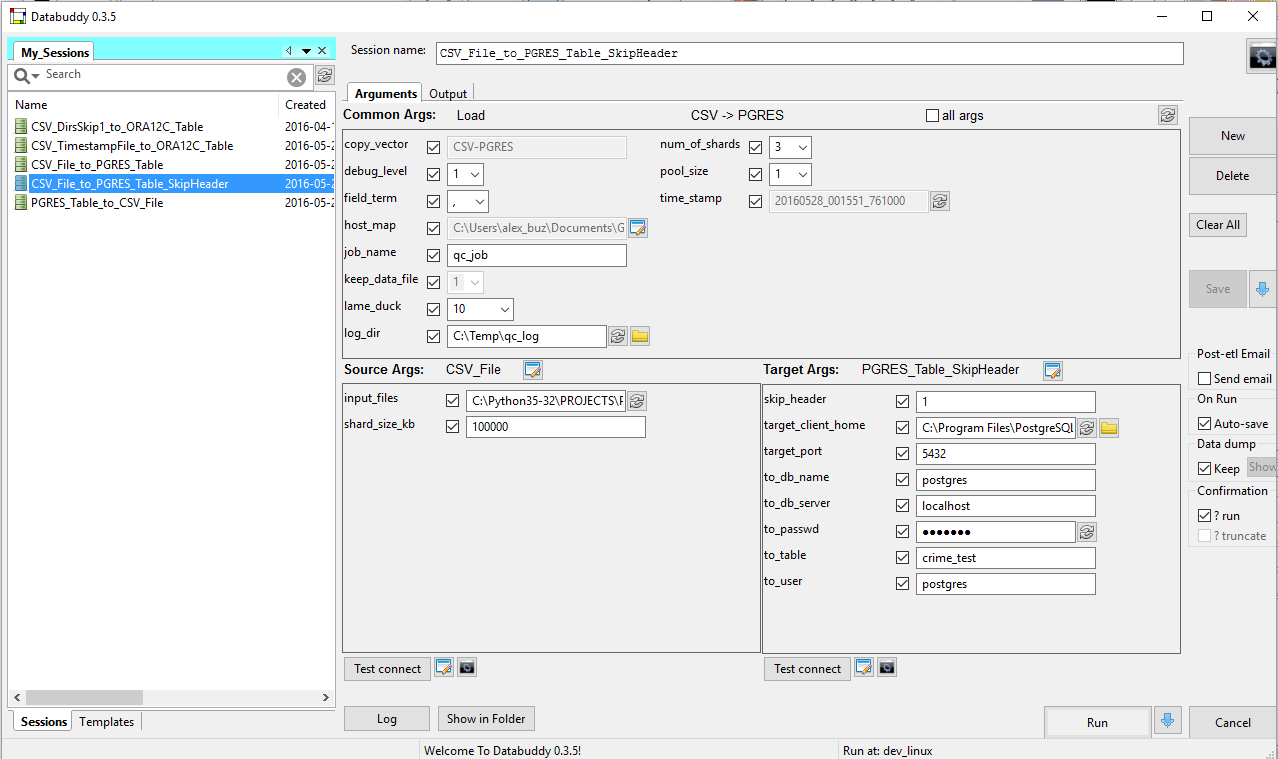 Databuddy 0.3.5
My_Sessions
Search
Name Created
CSV_DirsSkip1_to_ORA12C_Table 2016-04-1
CSV_TimestampFile_to_ORA12C_Table 2016-05-2
CSV_File_to_PGRES_Table 2016-05-2
CSV_File_to_PGRES_Table_SkipHeader 2016-05-2
PGRES_Table_to_CSV_File 2016-05-2
Sessions Templates
Session name: CSV_File_to_PGRES_Table_SkipHeader
Arguments Output
Common Args: Load CSV -> PGRES all args
copy_vector CSV-PGRES num_of_shards 3
debug_level 1 pool_size 1
field_term , time_stamp 20160528_001551_761000
host_map C:\Users\alex_buz\Documents\G
job_name qc_job
keep_data_file 1
lame_duck 10
log_dir C:\Temp\qc_log
Source Args: CSV_File
input_files C:\Python35-32\PROJECTS\P
shard_size_kb 100000
Test connect
Target Args: PGRES_Table_SkipHeader
skip_header 1
target_client_home C:\Program Files\PostgreSQL
target_port 5432
to_db_name postgres
to_db_server localhost
to_passwd ●●●●●●●
to_table crime_test
to_user postgres
Test connect
Log Show in Folder Run Cancel
New
Delete
Clear All
Save
Post-etl Email
Send email
On Run
Auto-save
Data dump
Keep Show
Confirmation
? run
? truncate
Welcome To Databuddy 0.3.5! Run at: dev_linux